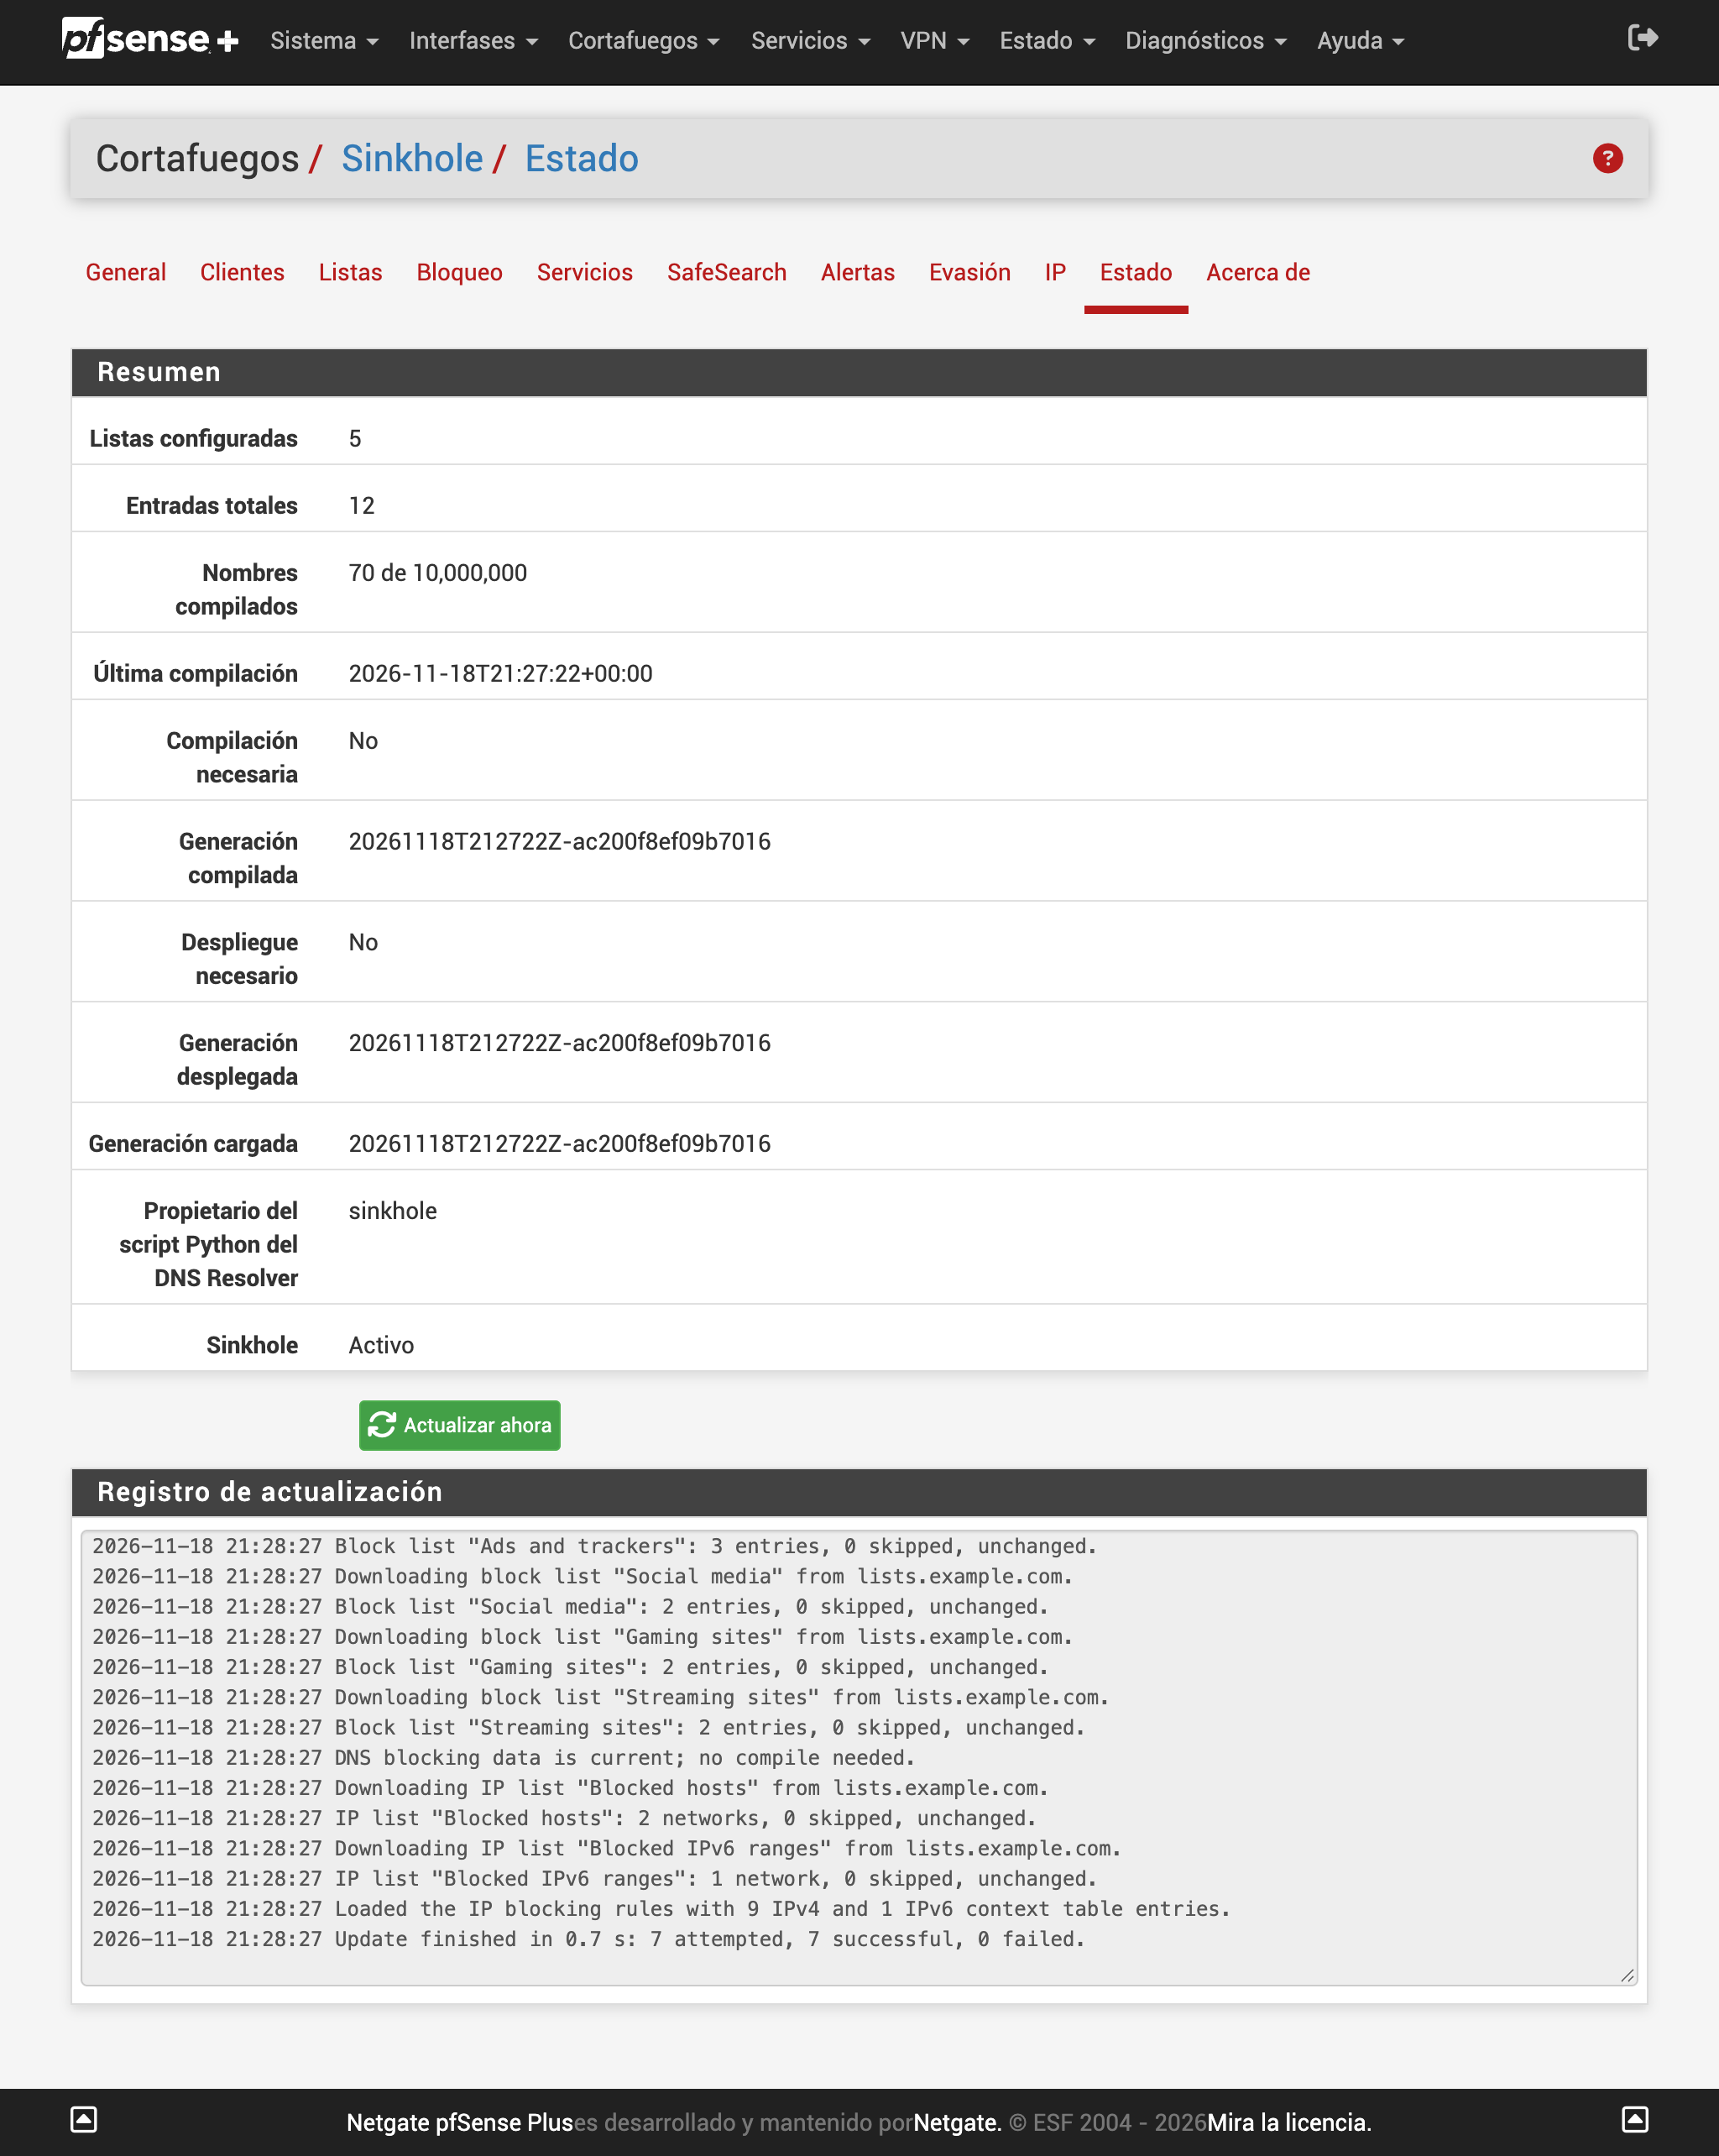 pfsense+ Sistema Interfases Cortafuegos Servicios VPN Estado Diagnósticos Ayuda
Cortafuegos / Sinkhole / Estado ?
General Clientes Listas Bloqueo Servicios SafeSearch Alertas Evasión IP Estado Acerca de
Resumen
Listas configuradas 5
Entradas totales 12
Nombres compilados 70 de 10,000,000
Última compilación 2026-11-18T21:27:22+00:00
Compilación necesaria No
Generación compilada 20261118T212722Z-ac200f8ef09b7016
Despliegue necesario No
Generación desplegada 20261118T212722Z-ac200f8ef09b7016
Generación cargada 20261118T212722Z-ac200f8ef09b7016
Propietario del script Python del DNS Resolver sinkhole
Sinkhole Activo
Actualizar ahora
Registro de actualización
2026-11-18 21:28:27 Block list "Ads and trackers": 3 entries, 0 skipped, unchanged.
2026-11-18 21:28:27 Downloading block list "Social media" from lists.example.com.
2026-11-18 21:28:27 Block list "Social media": 2 entries, 0 skipped, unchanged.
2026-11-18 21:28:27 Downloading block list "Gaming sites" from lists.example.com.
2026-11-18 21:28:27 Block list "Gaming sites": 2 entries, 0 skipped, unchanged.
2026-11-18 21:28:27 Downloading block list "Streaming sites" from lists.example.com.
2026-11-18 21:28:27 Block list "Streaming sites": 2 entries, 0 skipped, unchanged.
2026-11-18 21:28:27 DNS blocking data is current; no compile needed.
2026-11-18 21:28:27 Downloading IP list "Blocked hosts" from lists.example.com.
2026-11-18 21:28:27 IP list "Blocked hosts": 2 networks, 0 skipped, unchanged.
2026-11-18 21:28:27 Downloading IP list "Blocked IPv6 ranges" from lists.example.com.
2026-11-18 21:28:27 IP list "Blocked IPv6 ranges": 1 network, 0 skipped, unchanged.
2026-11-18 21:28:27 Loaded the IP blocking rules with 9 IPv4 and 1 IPv6 context table entries.
2026-11-18 21:28:27 Update finished in 0.7 s: 7 attempted, 7 successful, 0 failed.
Netgate pfSense Pluses desarrollado y mantenido porNetgate. © ESF 2004 - 2026Mira la licencia.